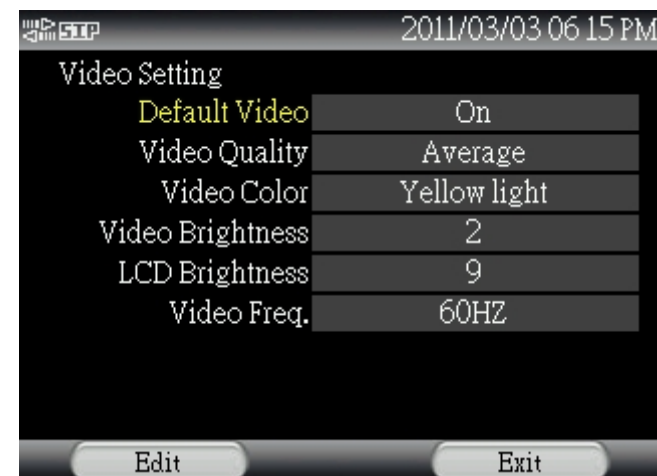 SIP 2011/03/03 06 15 PM
Video Setting
Default Video On
Video Quality Average
Video Color Yellow light
Video Brightness 2
LCD Brightness 9
Video Freq. 60HZ
Edit Exit